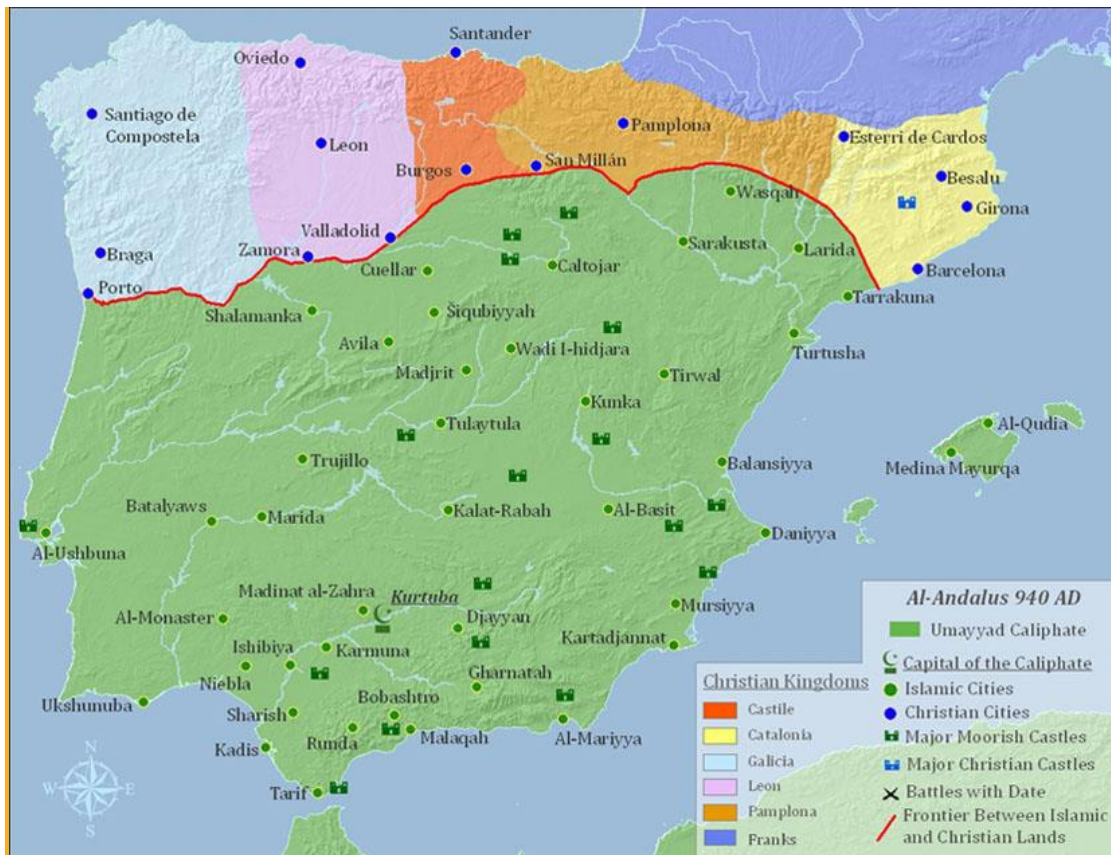 Santander
Oviedo
Santiago de
Compostela
Leon
Pamplona
Esterri de Cardos
Burgos
San Millán
Besalu
Wasqah
Girona
Valladolid
Braga
Zamora
Sarakusta
Larida
Cuellar
Caltojar
Barcelona
Porto
Tarrakuna
Shalamanka
Šiqubiyyah
Avila
Wadi I-hidjara
Turtusha
Madjrit
Tirwal
Kunka
Tulaytula
Al-Qudia
Trujillo
Balansiyya
Medina Mayurqa
Batalyaws
Marida
Kalat-Rabah
Al-Basit
Al-Ushbuna
Daniyya
Madinat al-Zahra
Kurtuba
Al-Monaster
Djayyan
Mursiyya
Ishibiya
Karmuna
Kartadjannat
Niebla
Gharnatah
Ukshunuba
Bobashtro
Sharish
Kadis
Runda
Malaqah
Al-Mariyya
Tarif
N
W
E
S
Christian Kingdoms
Castile
Catalonia
Galicia
Leon
Pamplona
Franks
Al-Andalus 940 AD
Umayyad Caliphate
Capital of the Caliphate
Islamic Cities
Christian Cities
Major Moorish Castles
Major Christian Castles
Battles with Date
Frontier Between Islamic
and Christian Lands